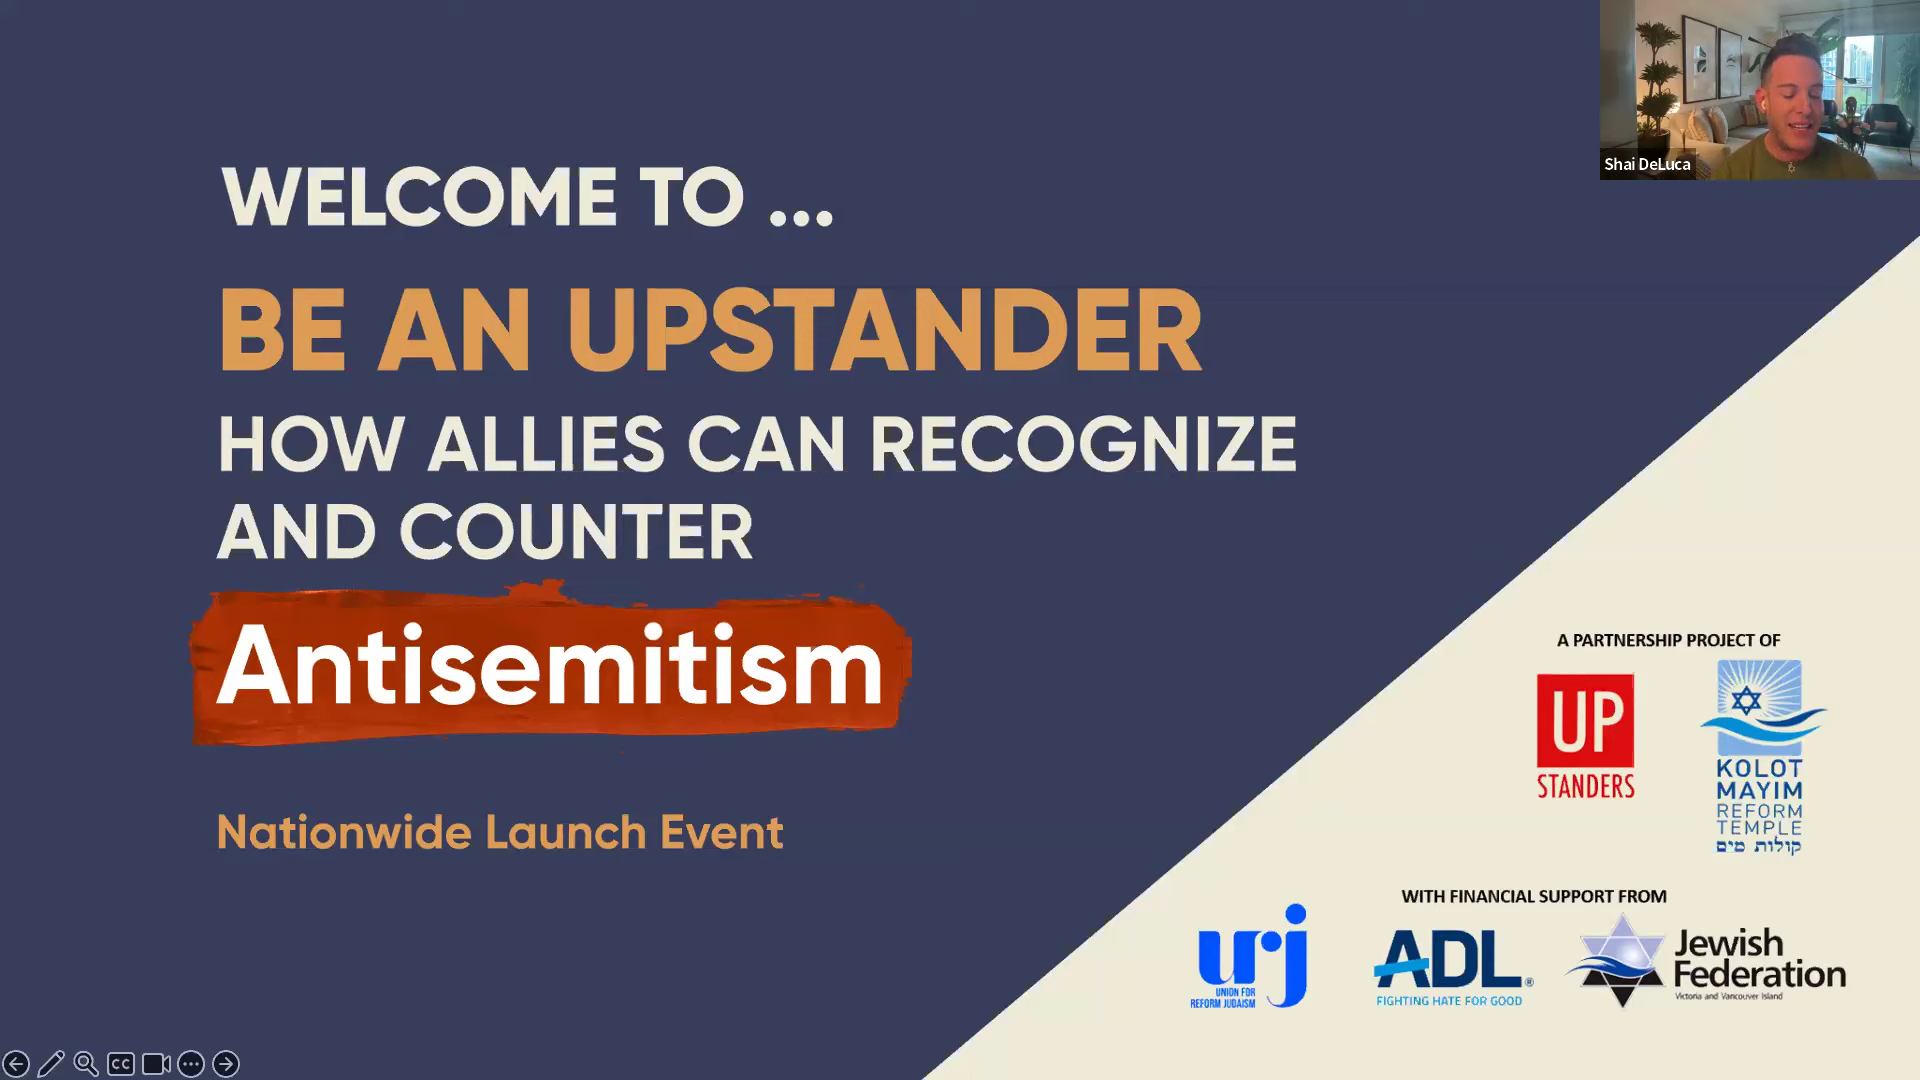 WELCOME TO ...
BE AN UPSTANDER
HOW ALLIES CAN RECOGNIZE
AND COUNTER
Antisemitism
Nationwide Launch Event
Shai DeLuca
A PARTNERSHIP PROJECT OF
UP
STANDERS
KOLOT
MAYIM
REFORM
TEMPLE
קולות מים
WITH FINANCIAL SUPPORT FROM
urj
UNION FOR
REFORM JUDAISM
ADL®
FIGHTING HATE FOR GOOD
Jewish
Federation
Victoria and Vancouver Island
CC